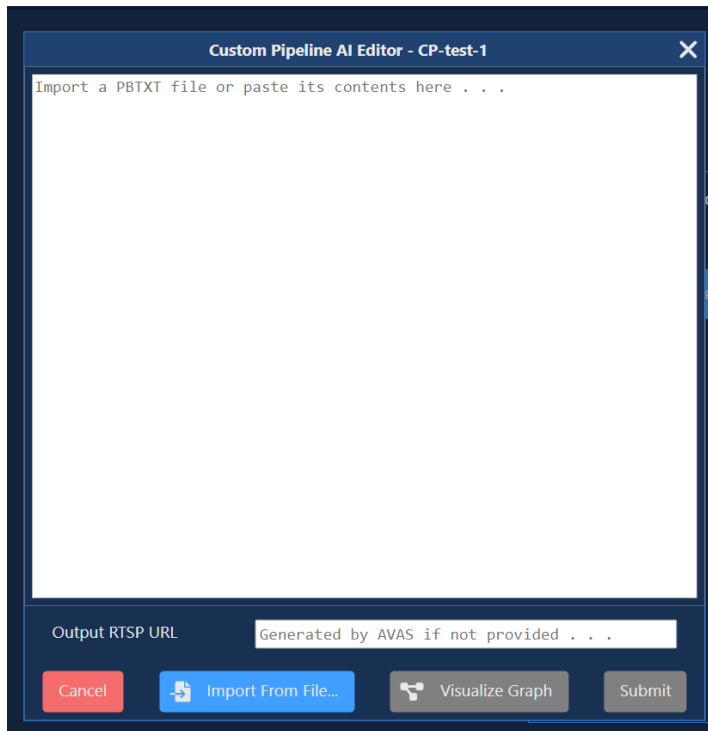 Custom Pipeline AI Editor - CP-test-1
Import a PBTXT file or paste its contents here . . .
Output RTSP URL
Generated by AVAS if not provided . . .
Cancel
Import From File...
Visualize Graph
Submit